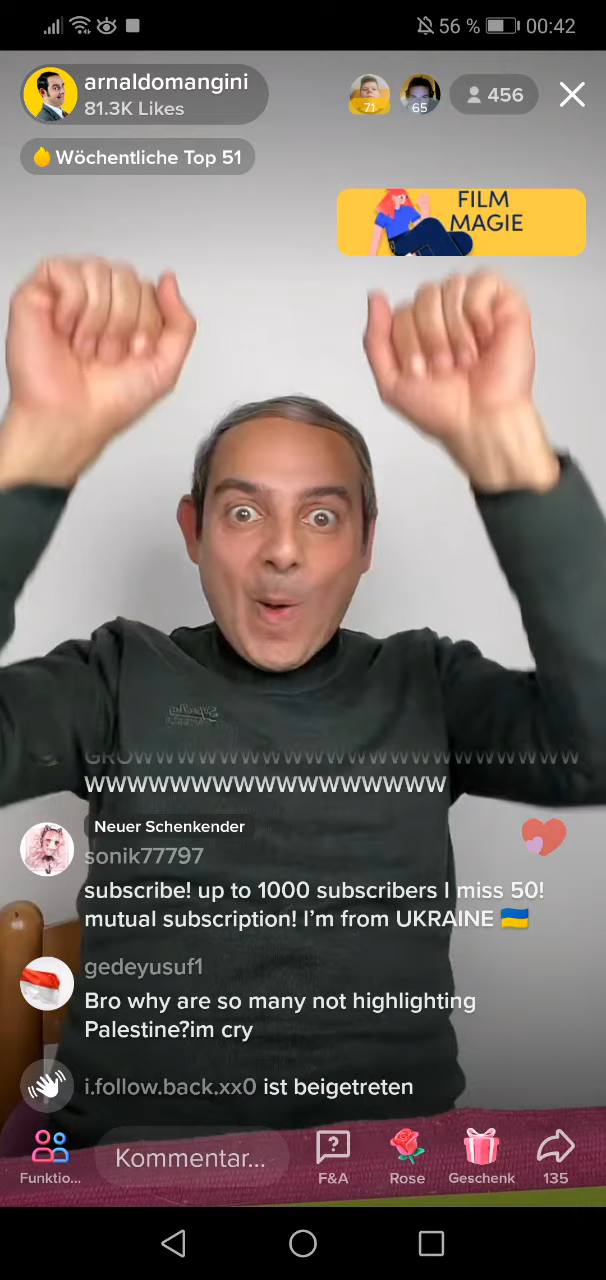 56 % 00:42
arnaldomangini
81.3K Likes
71
65
456
Wöchentliche Top 51
FILM
MAGIE
GROWWWWWWWWWWWWWWWWWWWWWW
WWWWWWWWWWWWWWWWW
Neuer Schenkender
sonik77797
subscribe! up to 1000 subscribers I miss 50!
mutual subscription! I'm from UKRAINE 🇺🇦
gedeyusuf1
Bro why are so many not highlighting
Palestine?im cry
i.follow.back.xx0 ist beigetreten
Kommentar...
Funktio...
F&A
Rose
Geschenk
135